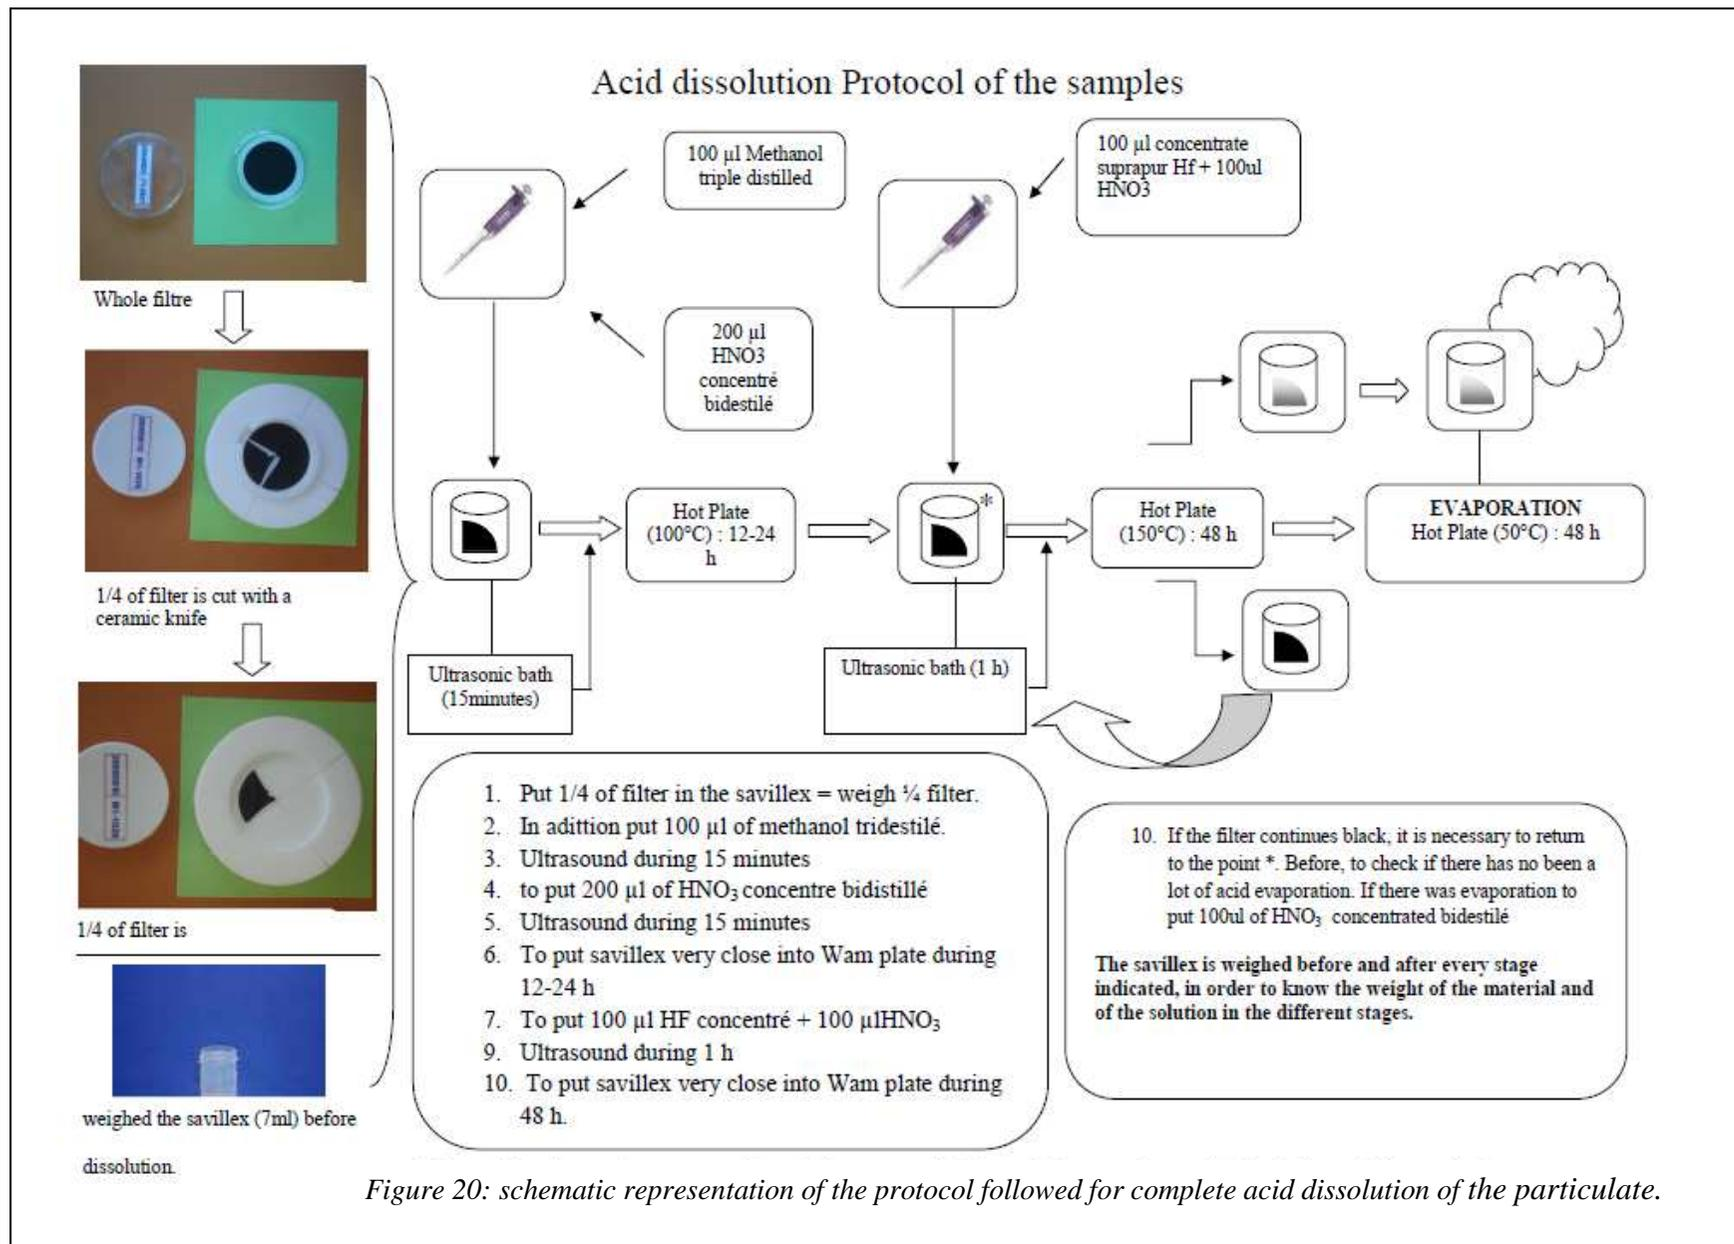 Acid dissolution Protocol of the samples
Whole filtre
1/4 of filter is cut with a
ceramic knife
1/4 of filter is
weighed the savillex (7ml) before
dissolution.
100 µl Methanol
triple distilled
200 µl
HNO3
concentré
bidestilé
100 µl concentrate
suprapur Hf + 100ul
HNO3
Hot Plate
(100°C) : 12-24
h
*
Hot Plate
(150°C) : 48 h
EVAPORATION
Hot Plate (50°C) : 48 h
Ultrasonic bath
(15minutes)
Ultrasonic bath (1 h)
1. Put 1/4 of filter in the savillex = weigh ¼ filter.
2. In adittion put 100 µl of methanol tridestilé.
3. Ultrasound during 15 minutes
4. to put 200 µl of HNO₃ concentre bidistillé
5. Ultrasound during 15 minutes
6. To put savillex very close into Wam plate during
12-24 h
7. To put 100 µl HF concentré + 100 µlHNO₃
9. Ultrasound during 1 h
10. To put savillex very close into Wam plate during
48 h.
10. If the filter continues black, it is necessary to return
to the point *. Before, to check if there has no been a
lot of acid evaporation. If there was evaporation to
put 100ul of HNO₃ concentrated bidestilé
The savillex is weighed before and after every stage
indicated, in order to know the weight of the material and
of the solution in the different stages.
Figure 20: schematic representation of the protocol followed for complete acid dissolution of the particulate.